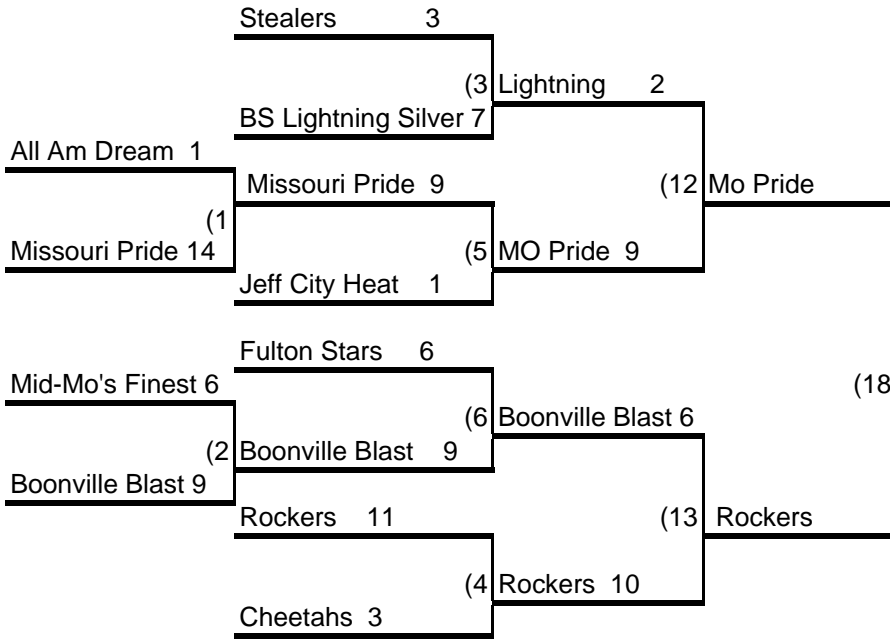 Stealers 3
(3 Lightning 2
BS Lightning Silver 7
All Am Dream 1
Missouri Pride 9
(12 Mo Pride
(1
Missouri Pride 14
(5 MO Pride 9
Jeff City Heat 1
Fulton Stars 6
Mid-Mo's Finest 6
(18
(6 Boonville Blast 6
(2 Boonville Blast 9
Boonville Blast 9
Rockers 11
(13 Rockers
(4 Rockers 10
Cheetahs 3